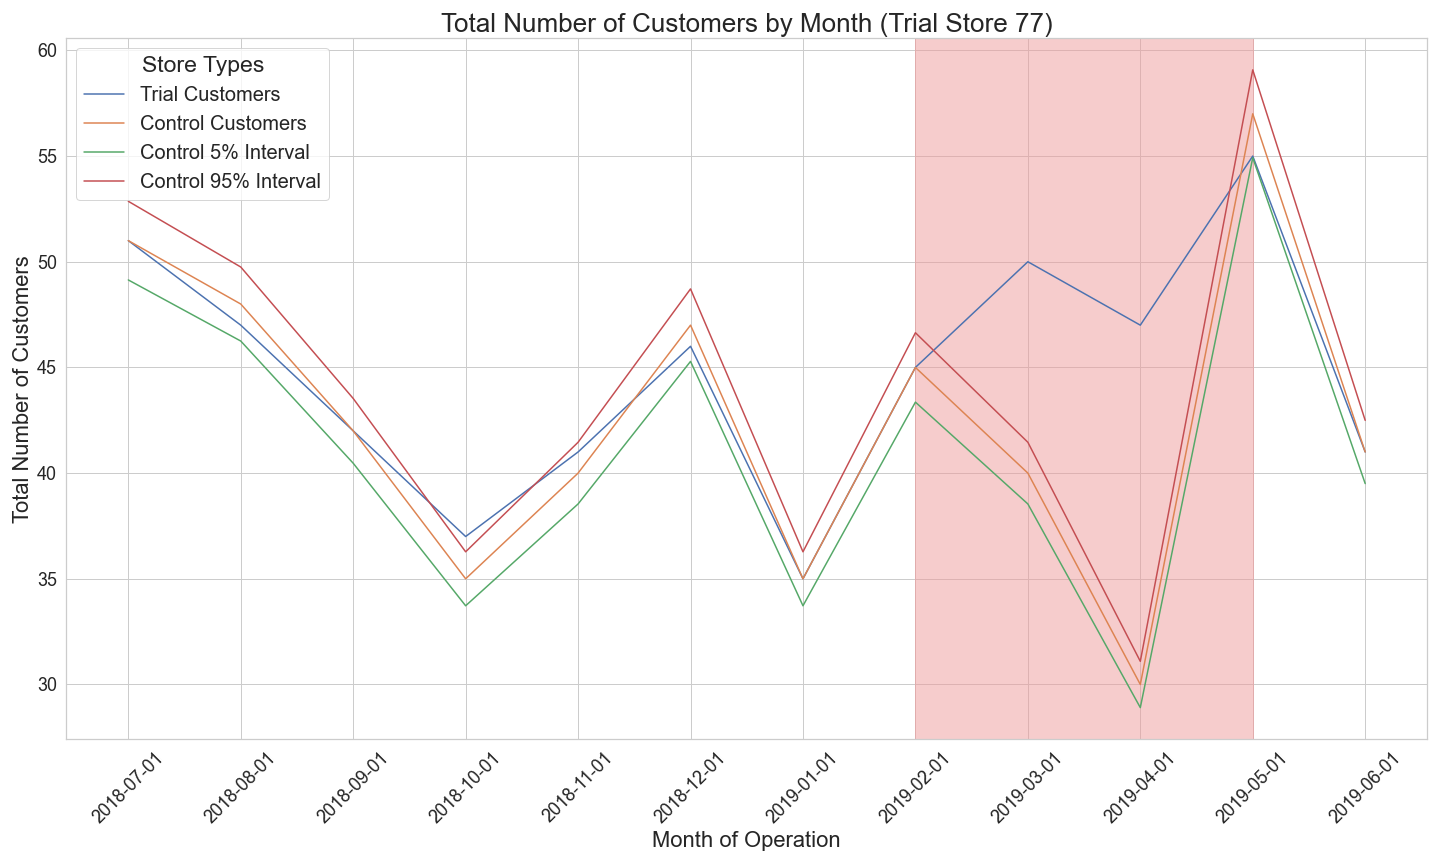 Total Number of Customers by Month (Trial Store 77)
Store Types
Trial Customers
Control Customers
Control 5% Interval
Control 95% Interval
Total Number of Customers
60
55
50
45
40
35
30
2018-07-01
2018-08-01
2018-09-01
2018-10-01
2018-11-01
2018-12-01
2019-01-01
2019-02-01
2019-03-01
2019-04-01
2019-05-01
2019-06-01
Month of Operation